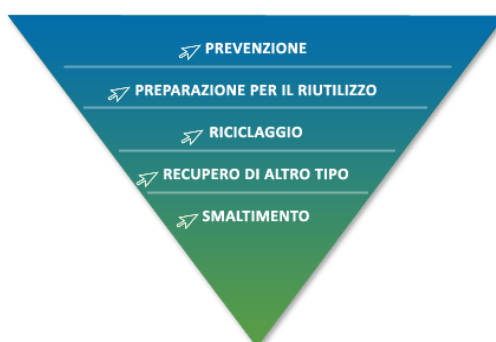 PREVENZIONE
PREPARAZIONE PER IL RIUTILIZZO
RICICLAGGIO
RECUPERO DI ALTRO TIPO
SMALTIMENTO